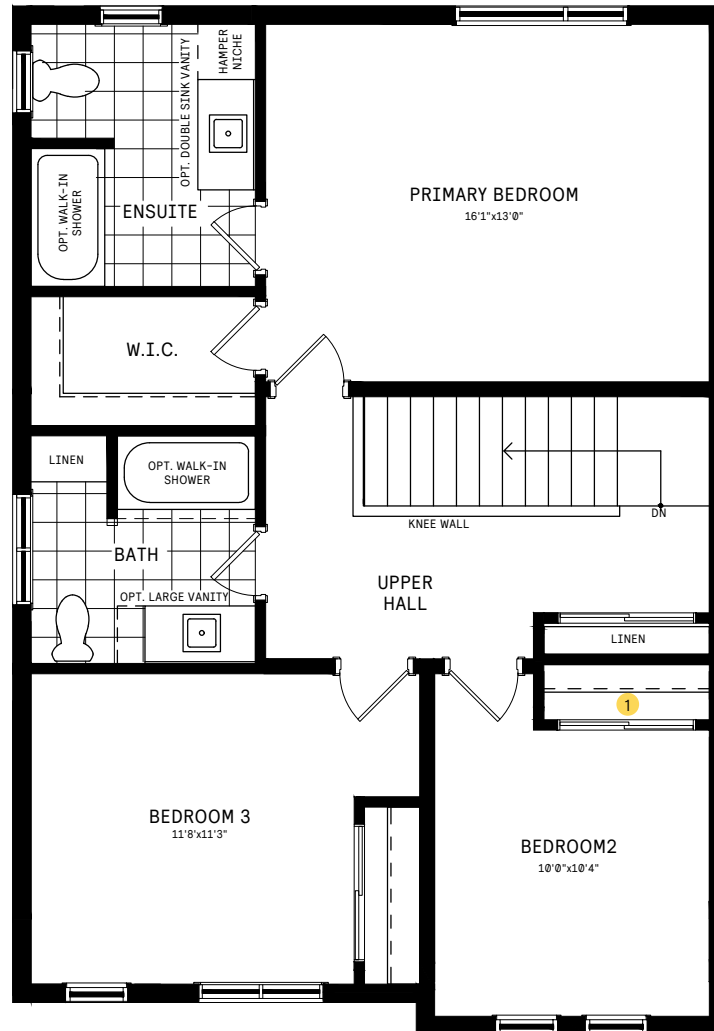 HAMPER
NICHE
OPT. DOUBLE SINK VANITY
PRIMARY BEDROOM
16'1"x13'0"
OPT. WALK-IN
SHOWER
ENSUITE
W.I.C.
LINEN
OPT. WALK-IN
SHOWER
KNEE WALL
DN
BATH
OPT. LARGE VANITY
UPPER
HALL
LINEN
1
BEDROOM 3
11'8'x11'3"
BEDROOM2
10'0"x10'4"